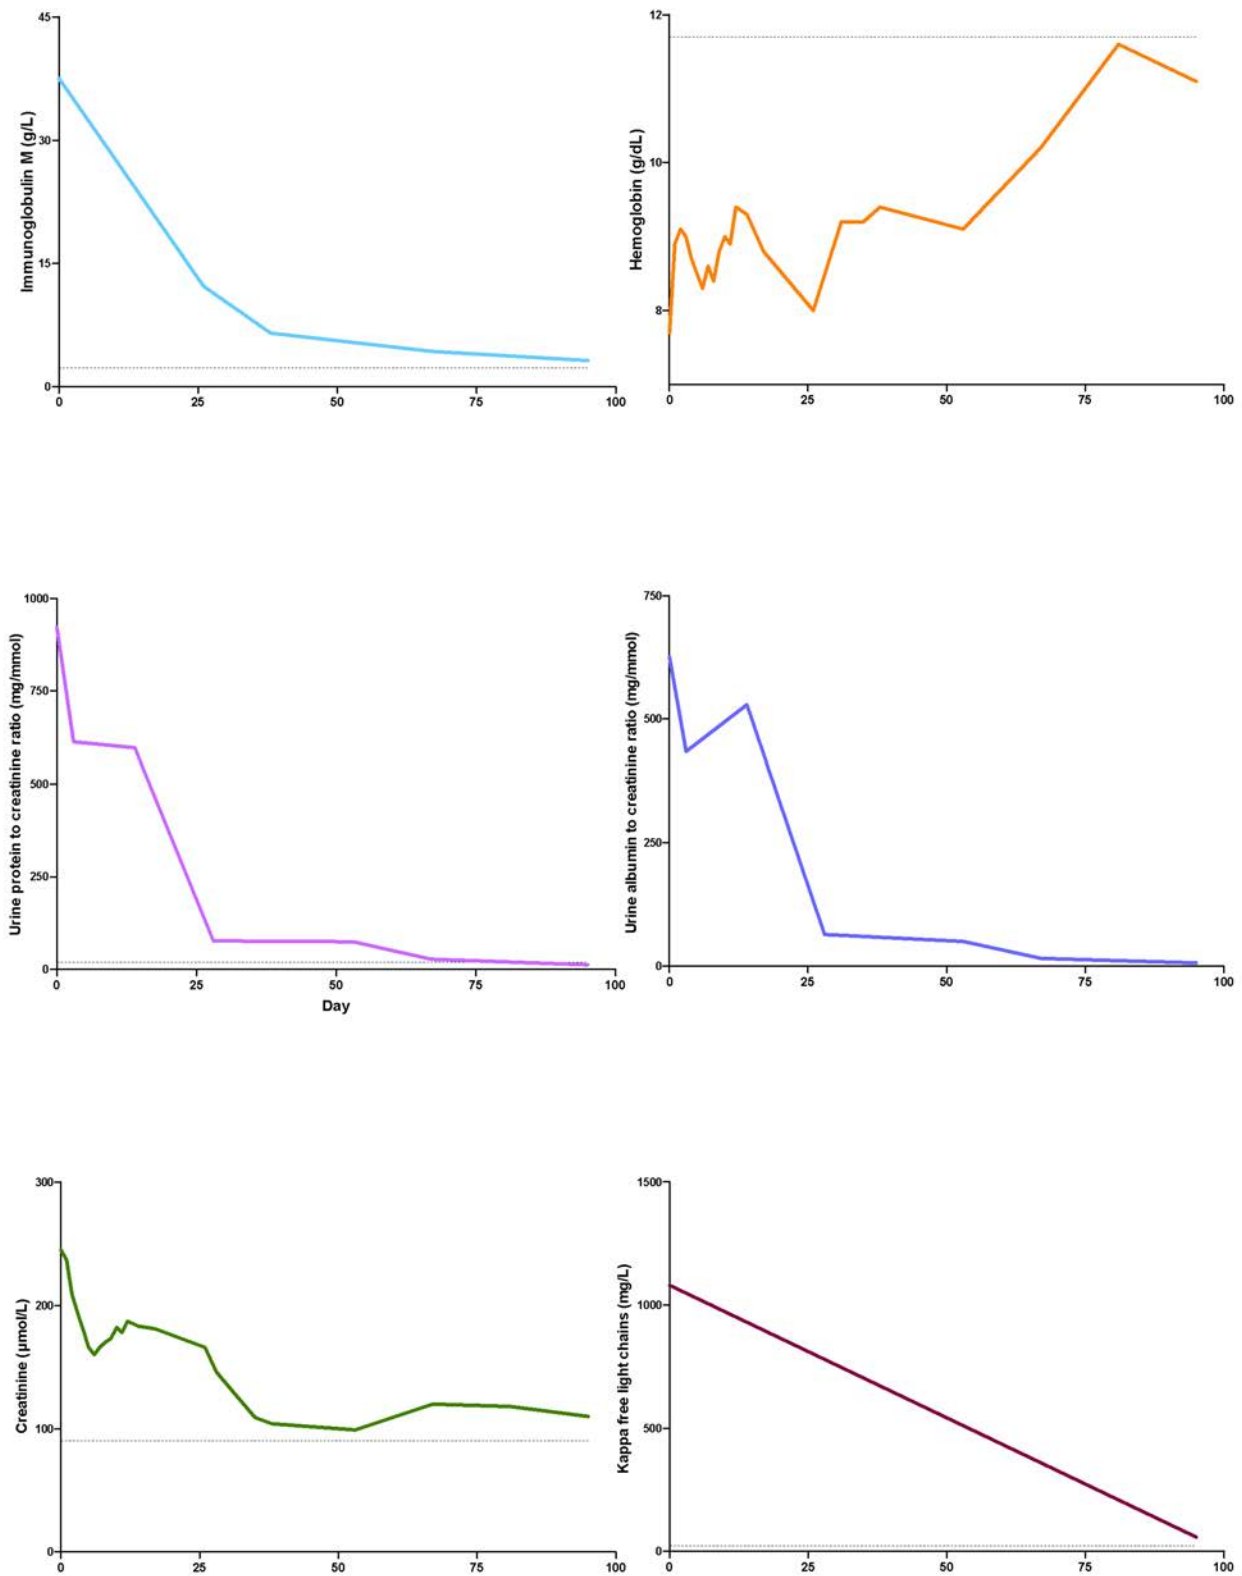 Immunoglobulin M (g/L)
45
30
15
0
0 25 50 75 100
Hemoglobin (g/dL)
12
10
8
0 25 50 75 100
Urine protein to creatinine ratio (mg/mmol)
1000
750
500
250
0
0 25 50 75 100
Day
Urine albumin to creatinine ratio (mg/mmol)
750
500
250
0
0 25 50 75 100
Creatinine (µmol/L)
300
200
100
0
0 25 50 75 100
Kappa free light chains (mg/L)
1500
1000
500
0
0 25 50 75 100